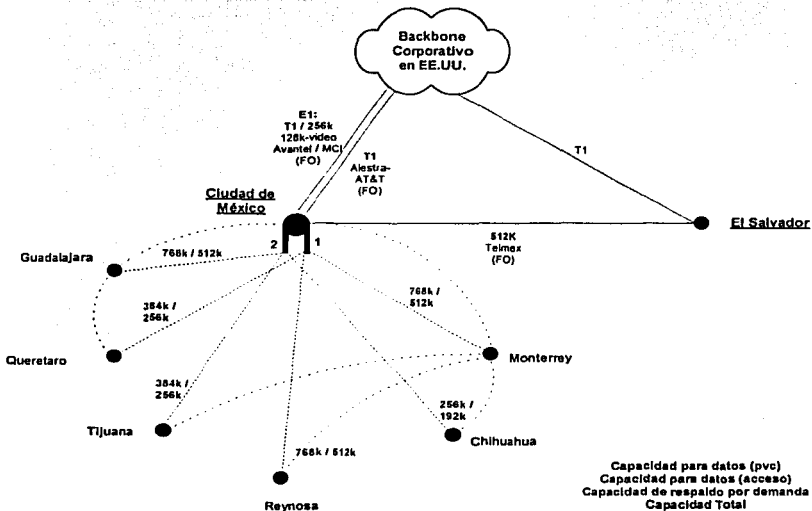 Backbone
Corporativo
en EE.UU.
E1:
T1 / 256k
128k-video
Avantel / MCI
(FO)
T1
Alestra-
AT&T
(FO)
T1
Ciudad de
México
El Salvador
2
1
512K
Telmex
(FO)
Guadalajara
768k / 512k
384k /
256k
768k /
512k
Queretaro
Monterrey
384k /
256k
256k /
192k
Tijuana
Chihuahua
768k / 512k
Reynosa
Capacidad para datos (pvc)
Capacidad para datos (acceso)
Capacidad de respaldo por demanda
Capacidad Total